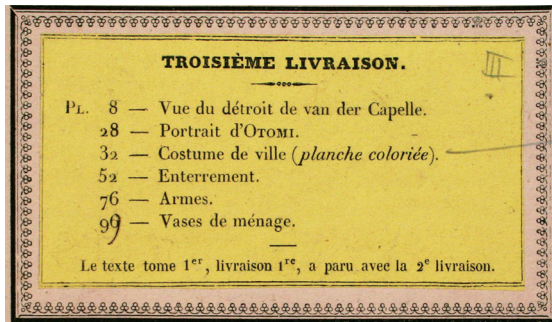 TROISIÈME LIVRAISON.
III
PL. 8 — Vue du détroit de van der Capelle.
28 — Portrait d'OTOMI.
32 — Costume de ville (planche coloriée).
52 — Enterrement.
76 — Armes.
99 — Vases de ménage.
Le texte tome 1er, livraison 1re, a paru avec la 2e livraison.